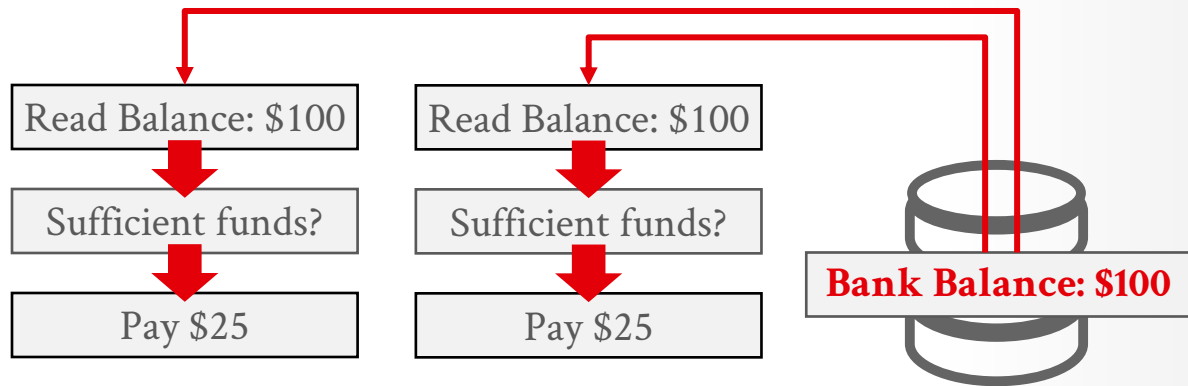 Read Balance: $100
Read Balance: $100
Sufficient funds?
Sufficient funds?
Bank Balance: $100
Pay $25
Pay $25